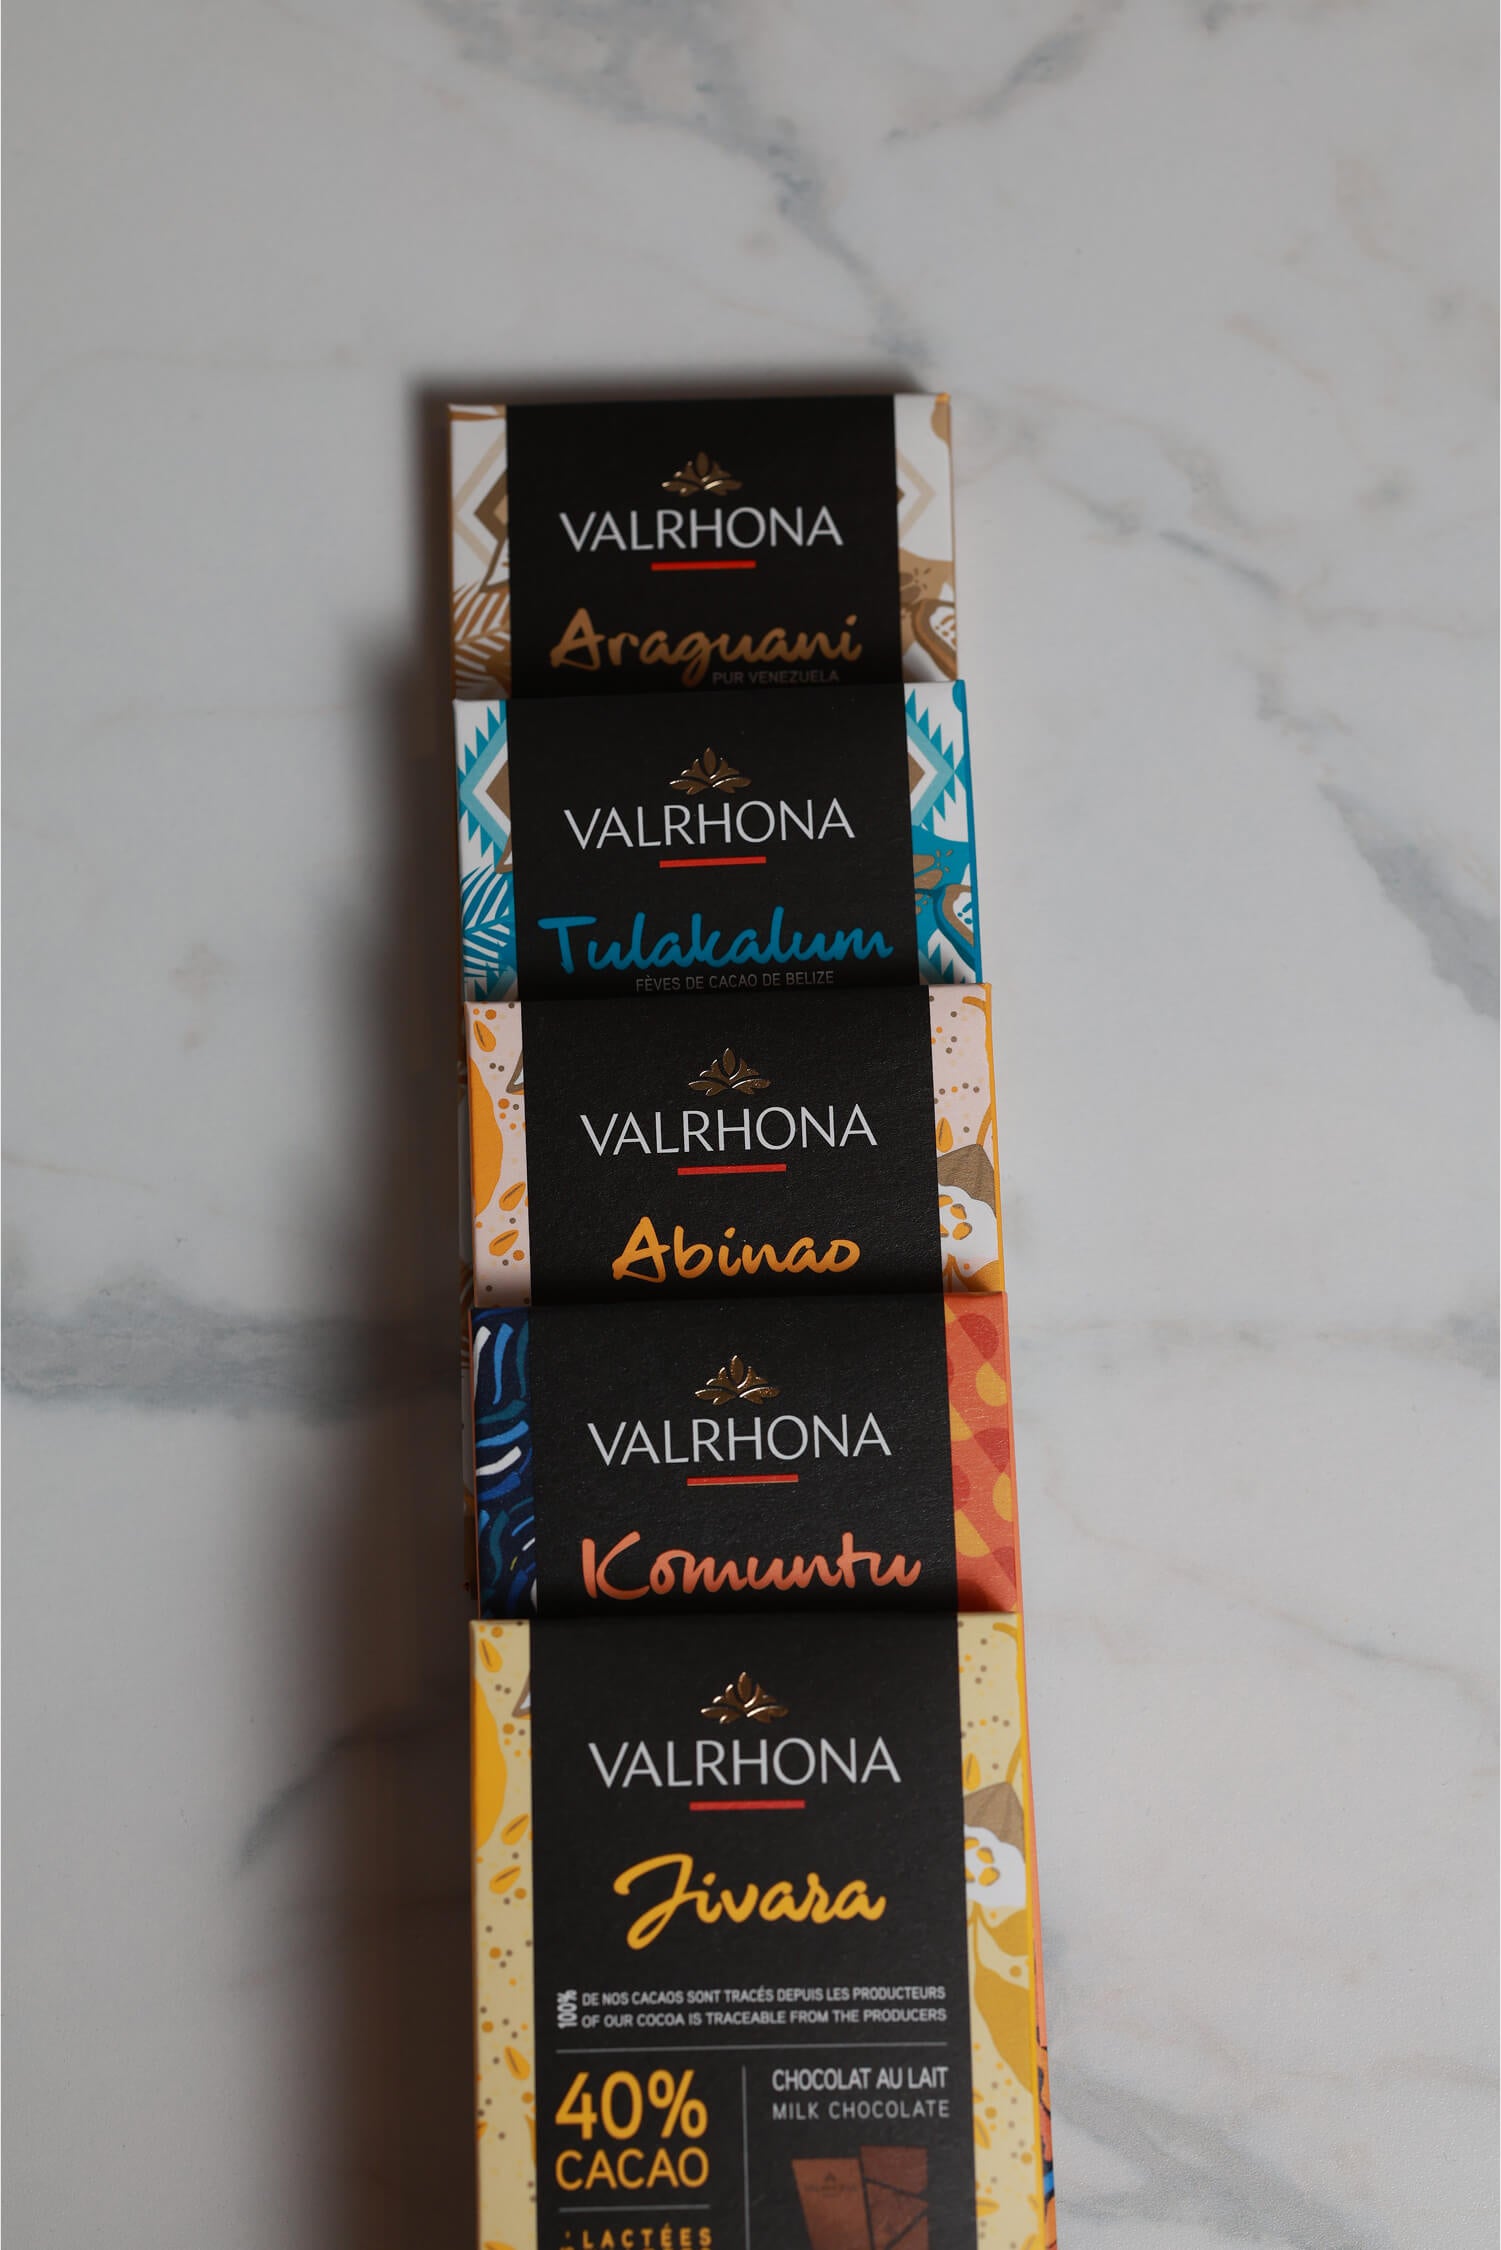 VALRHONA
Araguani
PUR VENEZUELA
VALRHONA
Tulakalum
FÈVES DE CACAO DE BELIZE
VALRHONA
Abinao
VALRHONA
Komuntu
VALRHONA
Jivara
100% DE NOS CACAOS SONT TRACÉS DEPUIS LES PRODUCTEURS
OF OUR COCOA IS TRACEABLE FROM THE PRODUCERS
40%
CACAO
LACTÉES
CHOCOLAT AU LAIT
MILK CHOCOLATE